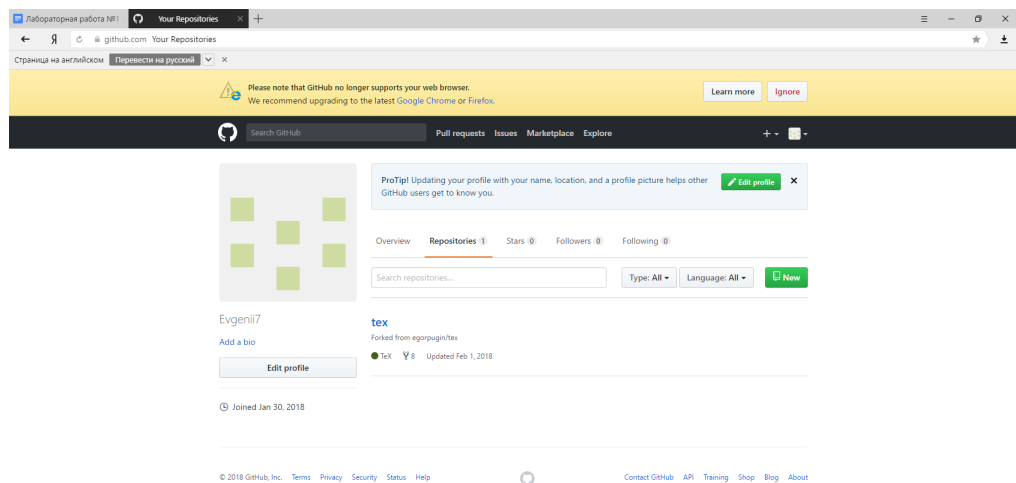 Лабораторная работа №1
Your Repositories
Я github.com Your Repositories
Страница на английском Перевести на русский
Please note that GitHub no longer supports your web browser.
We recommend upgrading to the latest Google Chrome or Firefox.
Learn more Ignore
Search GitHub Pull requests Issues Marketplace Explore
ProTip! Updating your profile with your name, location, and a profile picture helps other
GitHub users get to know you.
Edit profile
Overview Repositories 1 Stars 0 Followers 0 Following 0
Search repositories... Type: All Language: All New
Evgenii7
Add a bio
Edit profile
Joined Jan 30, 2018
tex
Forked from egorpugin/tex
TeX 8 Updated Feb 1, 2018
© 2018 GitHub, Inc. Terms Privacy Security Status Help Contact GitHub API Training Shop Blog About